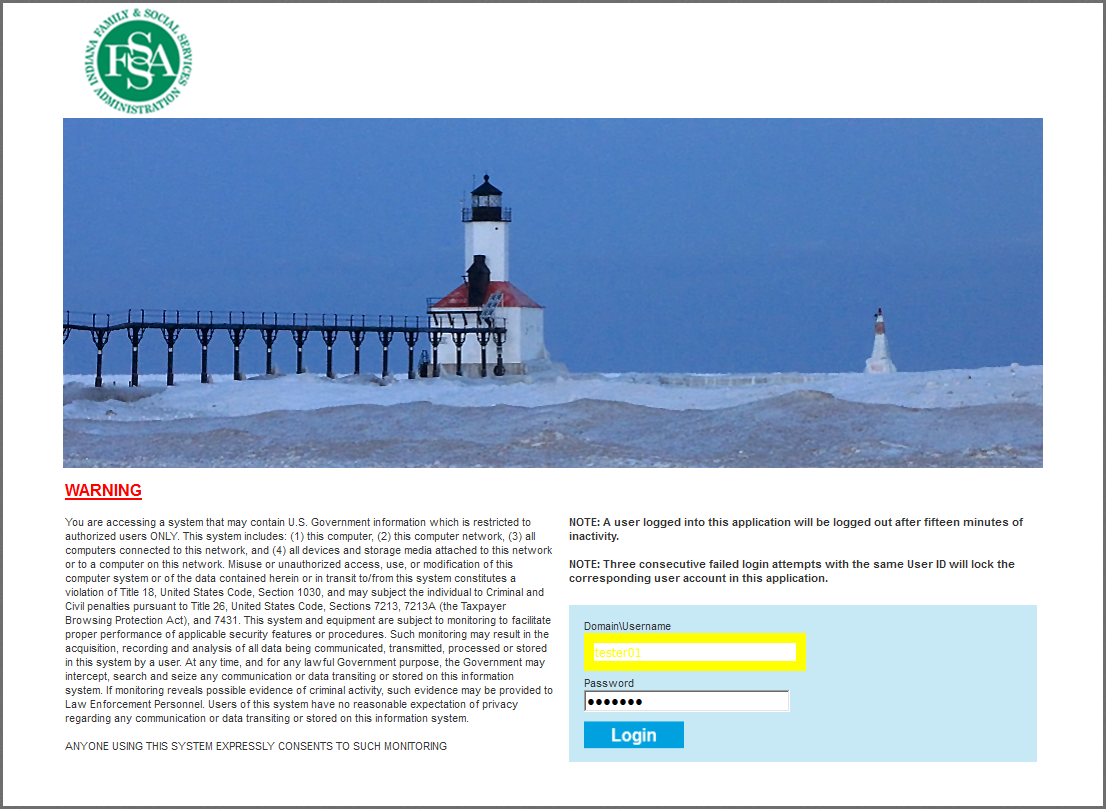 INDIANA FAMILY & SOCIAL SERVICES ADMINISTRATION
FSSA
WARNING
You are accessing a system that may contain U.S. Government information which is restricted to
authorized users ONLY. This system includes: (1) this computer, (2) this computer network, (3) all
computers connected to this network, and (4) all devices and storage media attached to this network
or to a computer on this network. Misuse or unauthorized access, use, or modification of this
computer system or of the data contained herein or in transit to/from this system constitutes a
violation of Title 18, United States Code, Section 1030, and may subject the individual to Criminal and
Civil penalties pursuant to Title 26, United States Code, Sections 7213, 7213A (the Taxpayer
Browsing Protection Act), and 7431. This system and equipment are subject to monitoring to facilitate
proper performance of applicable security features or procedures. Such monitoring may result in the
acquisition, recording and analysis of all data being communicated, transmitted, processed or stored
in this system by a user. At any time, and for any lawful Government purpose, the Government may
intercept, search and seize any communication or data transiting or stored on this information
system. If monitoring reveals possible evidence of criminal activity, such evidence may be provided to
Law Enforcement Personnel. Users of this system have no reasonable expectation of privacy
regarding any communication or data transiting or stored on this information system.
ANYONE USING THIS SYSTEM EXPRESSLY CONSENTS TO SUCH MONITORING
NOTE: A user logged into this application will be logged out after fifteen minutes of
inactivity.
NOTE: Three consecutive failed login attempts with the same User ID will lock the
corresponding user account in this application.
Domain\Username
tester01
Password
●●●●●●●
Login